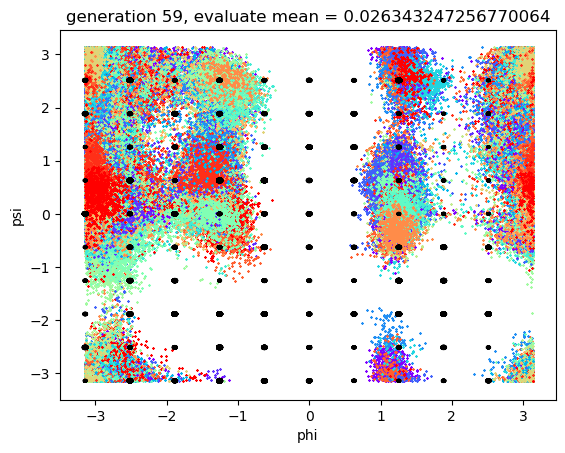 generation 59, evaluate mean = 0.026343247256770064
3
2
1
0
−1
−2
−3
psi
−3 −2 −1 0 1 2 3
phi